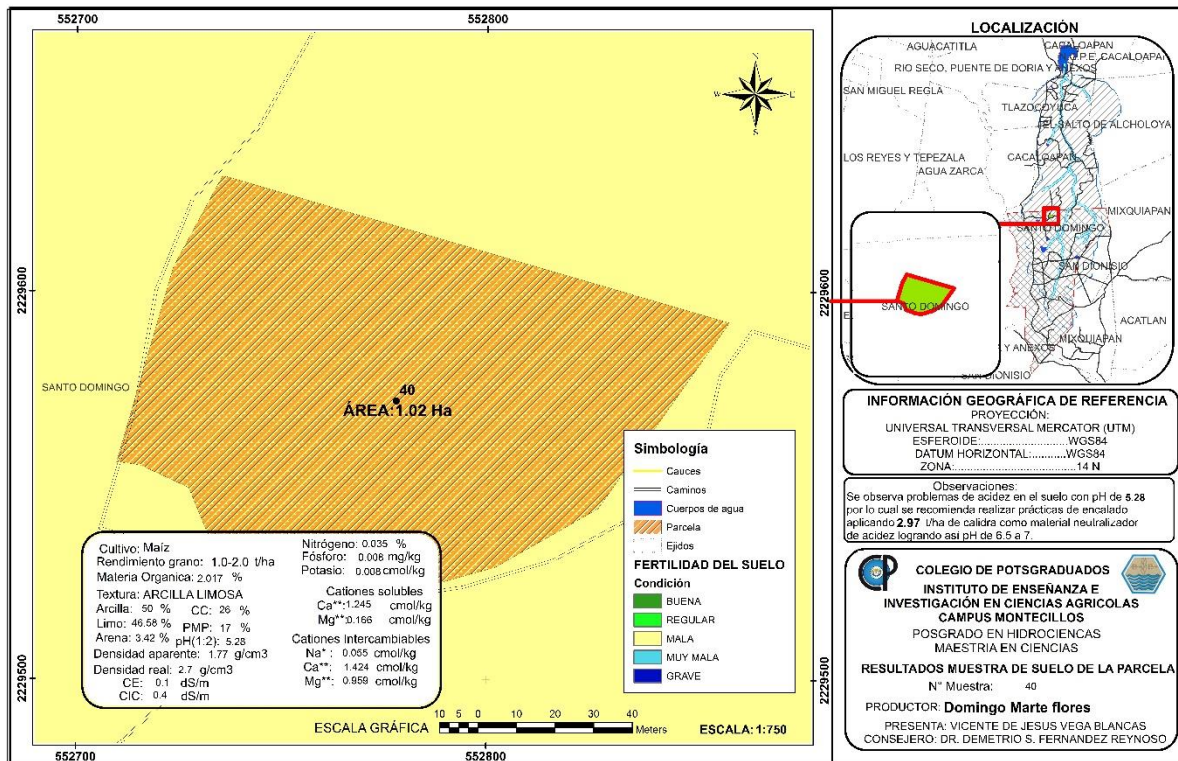 552700
552800
2229600
2229600
2229500
2229500
552700
552800
SANTO DOMINGO
40
ÁREA:1.02 Ha
Cultivo: Maíz
Rendimiento grano: 1.0-2.0 t/ha
Materia Organica: 2.017 %
Textura: ARCILLA LIMOSA
Arcilla: 50 % CC: 26 %
Limo: 46.58 % PMP: 17 %
Arena: 3.42 % pH(1:2): 5.28
Densidad aparente: 1.77 g/cm3
Densidad real: 2.7 g/cm3
CE: 0.1 dS/m
CIC: 0.4 dS/m
Nitrógeno: 0.035 %
Fósforo: 0.006 mg/kg
Potasio: 0.008 cmol/kg
Cationes solubles
Ca**: 1.245 cmol/kg
Mg**: 0.166 cmol/kg
Cationes Intercambiables
Na*: 0.065 cmol/kg
Ca**: 1.424 cmol/kg
Mg**: 0.959 cmol/kg
Simbología
Cauces
Caminos
Cuerpos de agua
Parcela
Ejidos
FERTILIDAD DEL SUELO
Condición
BUENA
REGULAR
MALA
MUY MALA
GRAVE
ESCALA GRÁFICA
10 5 0 10 20 30 40
Meters
ESCALA: 1:750
N
W
E
S
LOCALIZACIÓN
AGUACATITLA
CACALOAPAN
CACALOAPAN
RIO SECO, PUENTE DE DORIA Y ANEXOS
SAN MIGUEL REGLA
TLAZOCOYUCA
EL SALTO DE ALCHOLOYA
LOS REYES Y TEPEZALA
CACALOAPAN
AGUA ZARCA
MIXQUIAPAN
SANTO DOMINGO
SAN DIONISIO
SANTO DOMINGO
ACATLAN
MIXQUIAPAN
Y ANEXOS
SAN DIONISIO
INFORMACIÓN GEOGRÁFICA DE REFERENCIA
PROYECCIÓN:
UNIVERSAL TRANSVERSAL MERCATOR (UTM)
ESFEROIDE:....................WGS84
DATUM HORIZONTAL:...........WGS84
ZONA:......................................14 N
Observaciones:
Se observa problemas de acidez en el suelo con pH de 5.28
por lo cual se recomienda realizar prácticas de encalado
aplicando 2.97 t/ha de calidra como material neutralizador
de acidez logrando así pH de 6.5 a 7.
COLEGIO DE POTSGRADUADOS
INSTITUTO DE ENSEÑANZA E
INVESTIGACIÓN EN CIENCIAS AGRICOLAS
CAMPUS MONTECILLOS
POSGRADO EN HIDROCIENCAS
MAESTRIA EN CIENCIAS
RESULTADOS MUESTRA DE SUELO DE LA PARCELA
N° Muestra: 40
PRODUCTOR: Domingo Marte flores
PRESENTA: VICENTE DE JESUS VEGA BLANCAS
CONSEJERO: DR. DEMETRIO S. FERNANDEZ REYNOSO